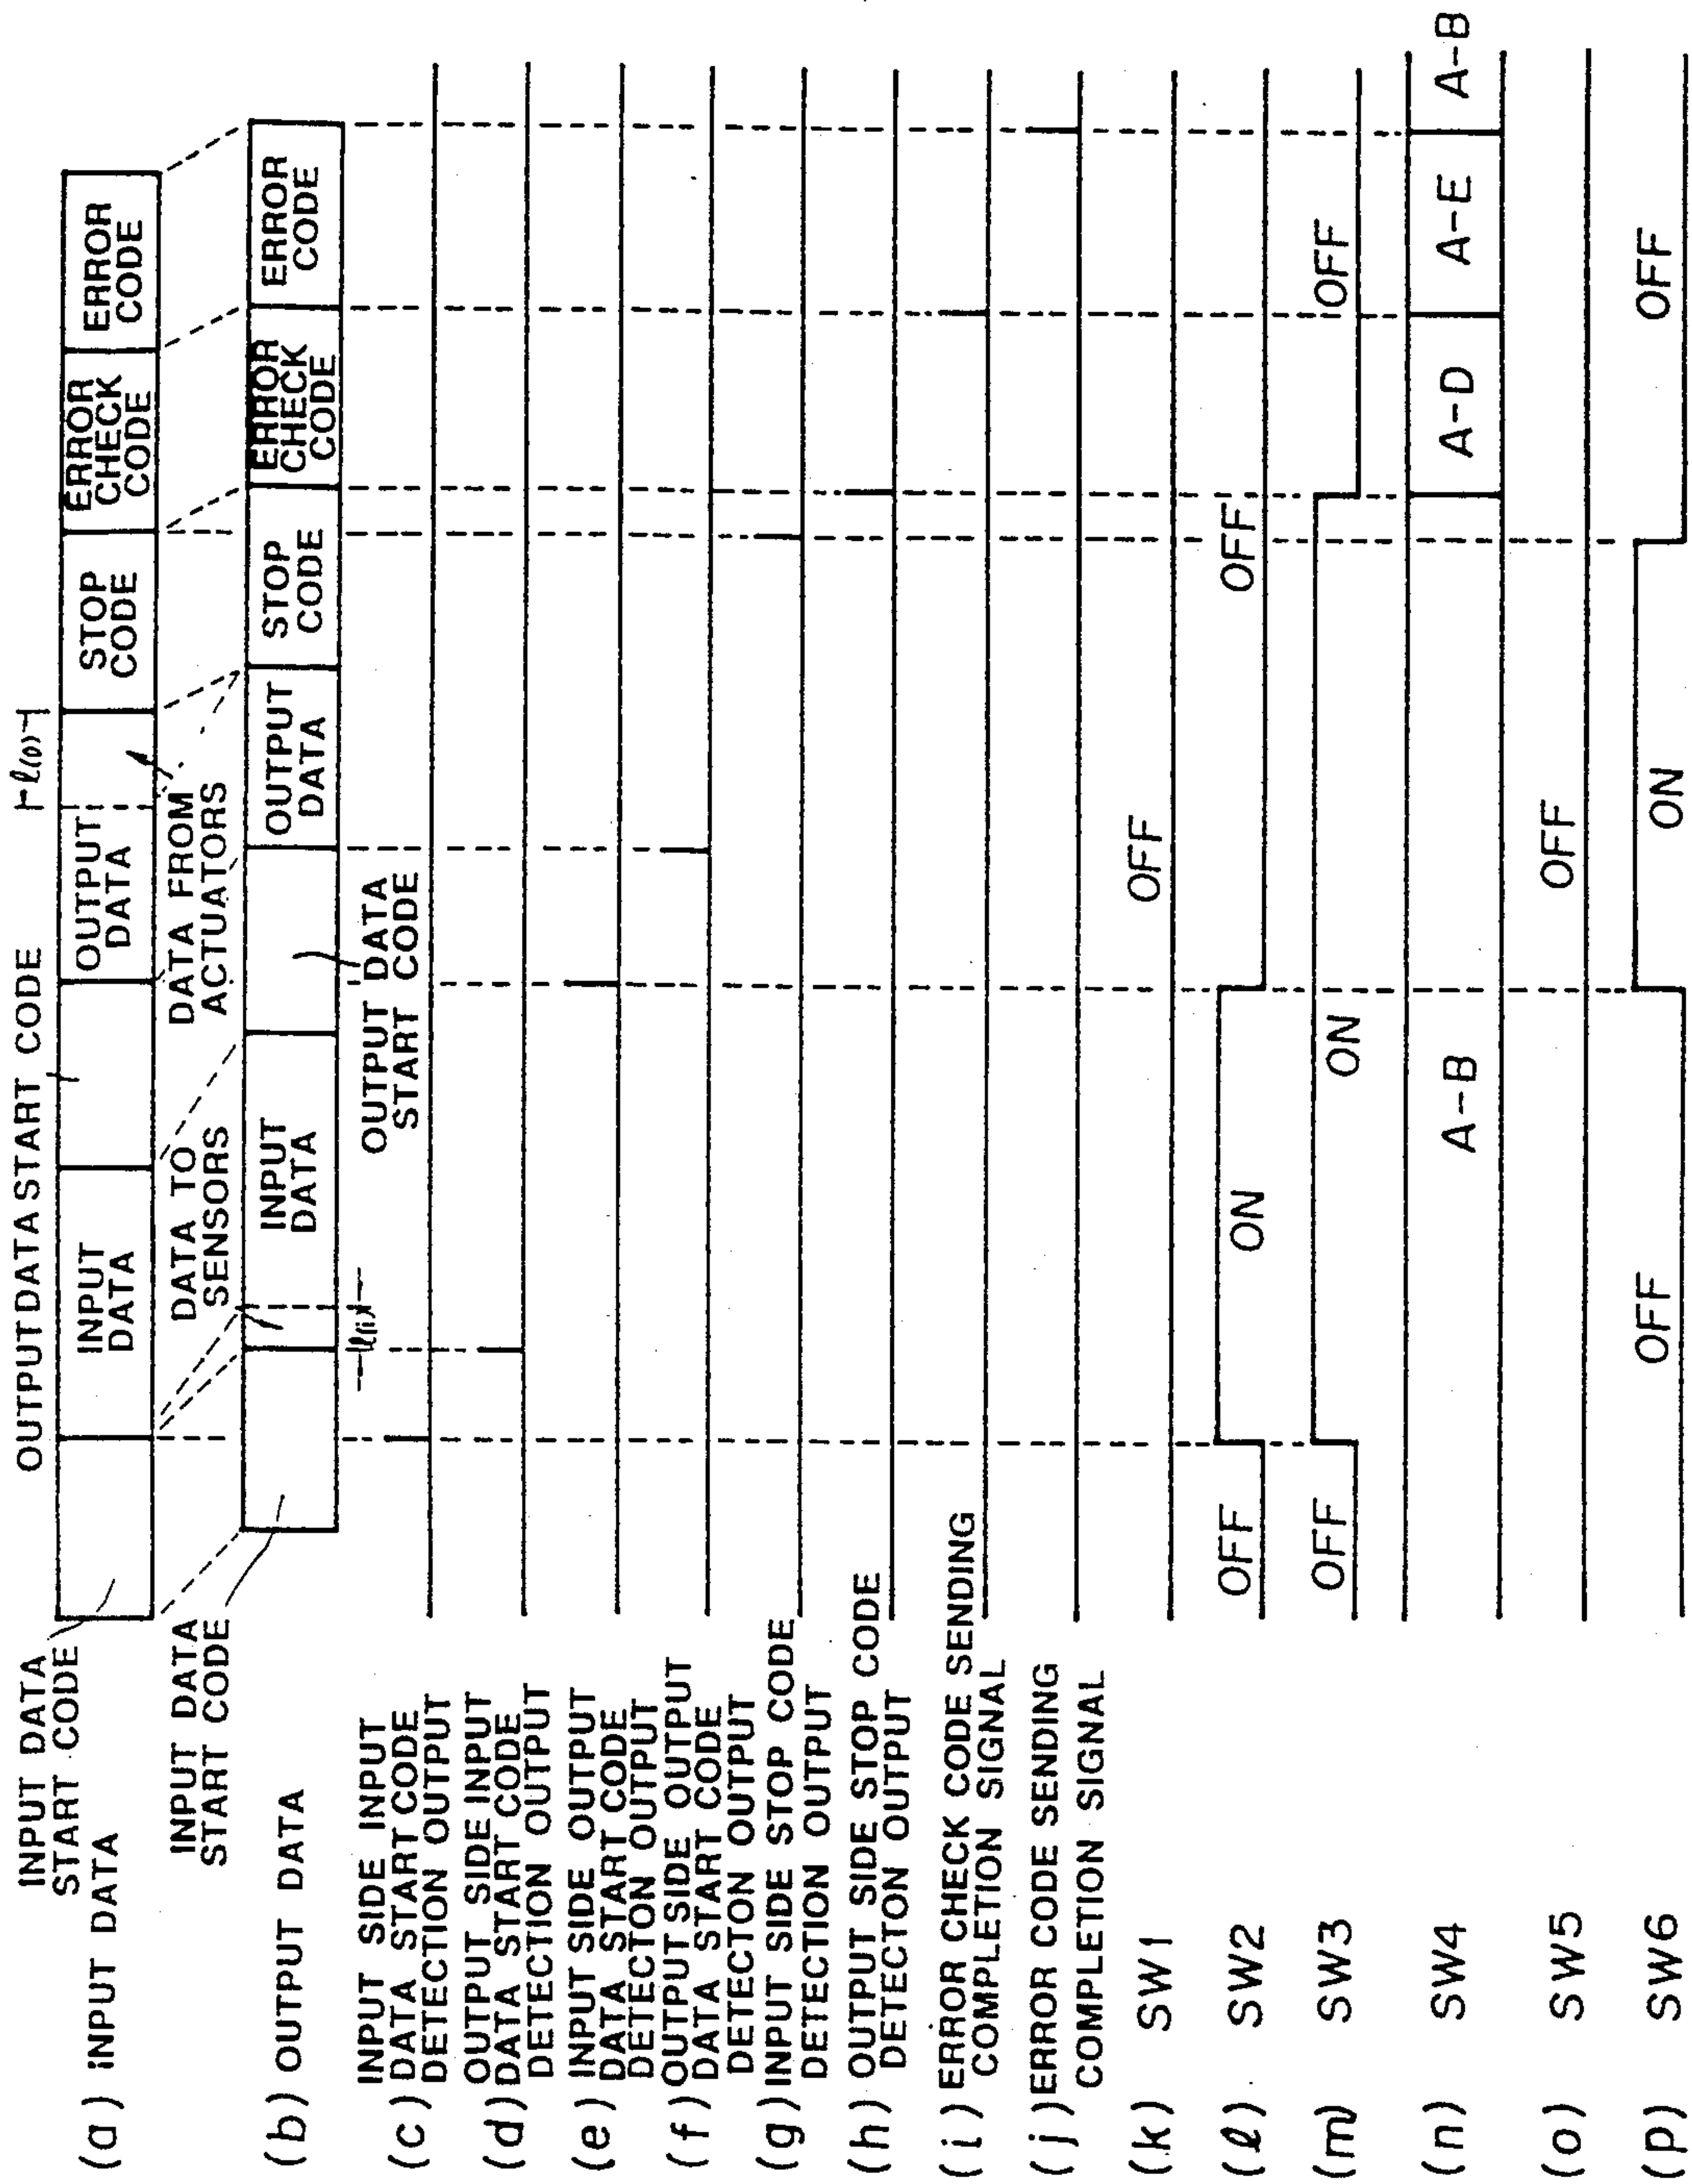 OUTPUT DATA START CODE
⊢ℓ(o)⊣
INPUT DATA
START CODE
(a) INPUT DATA
INPUT
DATA
OUTPUT
DATA
STOP
CODE
ERROR
CHECK
CODE
ERROR
CODE
DATA TO
SENSORS
DATA FROM
ACTUATORS
INPUT DATA
START CODE
(b) OUTPUT DATA
INPUT
DATA
OUTPUT
DATA
STOP
CODE
ERROR
CHECK
CODE
ERROR
CODE
ℓ(i)
OUTPUT DATA
START CODE
INPUT SIDE INPUT
(c) DATA START CODE
DETECTION OUTPUT
OUTPUT SIDE INPUT
(d) DATA START CODE
DETECTION OUTPUT
INPUT SIDE OUTPUT
(e) DATA START CODE
DETECTON OUTPUT
OUTPUT SIDE OUTPUT
(f) DATA START CODE
DETECTON OUTPUT
(g) INPUT SIDE STOP CODE
DETECTION OUTPUT
(h) OUTPUT SIDE STOP CODE
DETECTON OUTPUT
(i) ERROR CHECK CODE SENDING
COMPLETION SIGNAL
(j) ERROR CODE SENDING
COMPLETION SIGNAL
(k) SW1 OFF
(ℓ) SW2 OFF ON OFF
(m) SW3 OFF ON OFF
(n) SW4 A-B A-D A-E A-B
(o) SW5 OFF
(p) SW6 OFF ON OFF